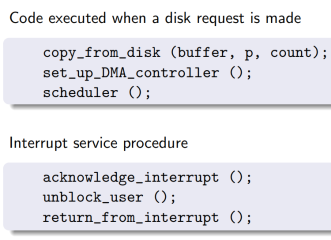 Code executed when a disk request is made
copy_from_disk (buffer, p, count);
set_up_DMA_controller ();
scheduler ();
Interrupt service procedure
acknowledge_interrupt ();
unblock_user ();
return_from_interrupt ();